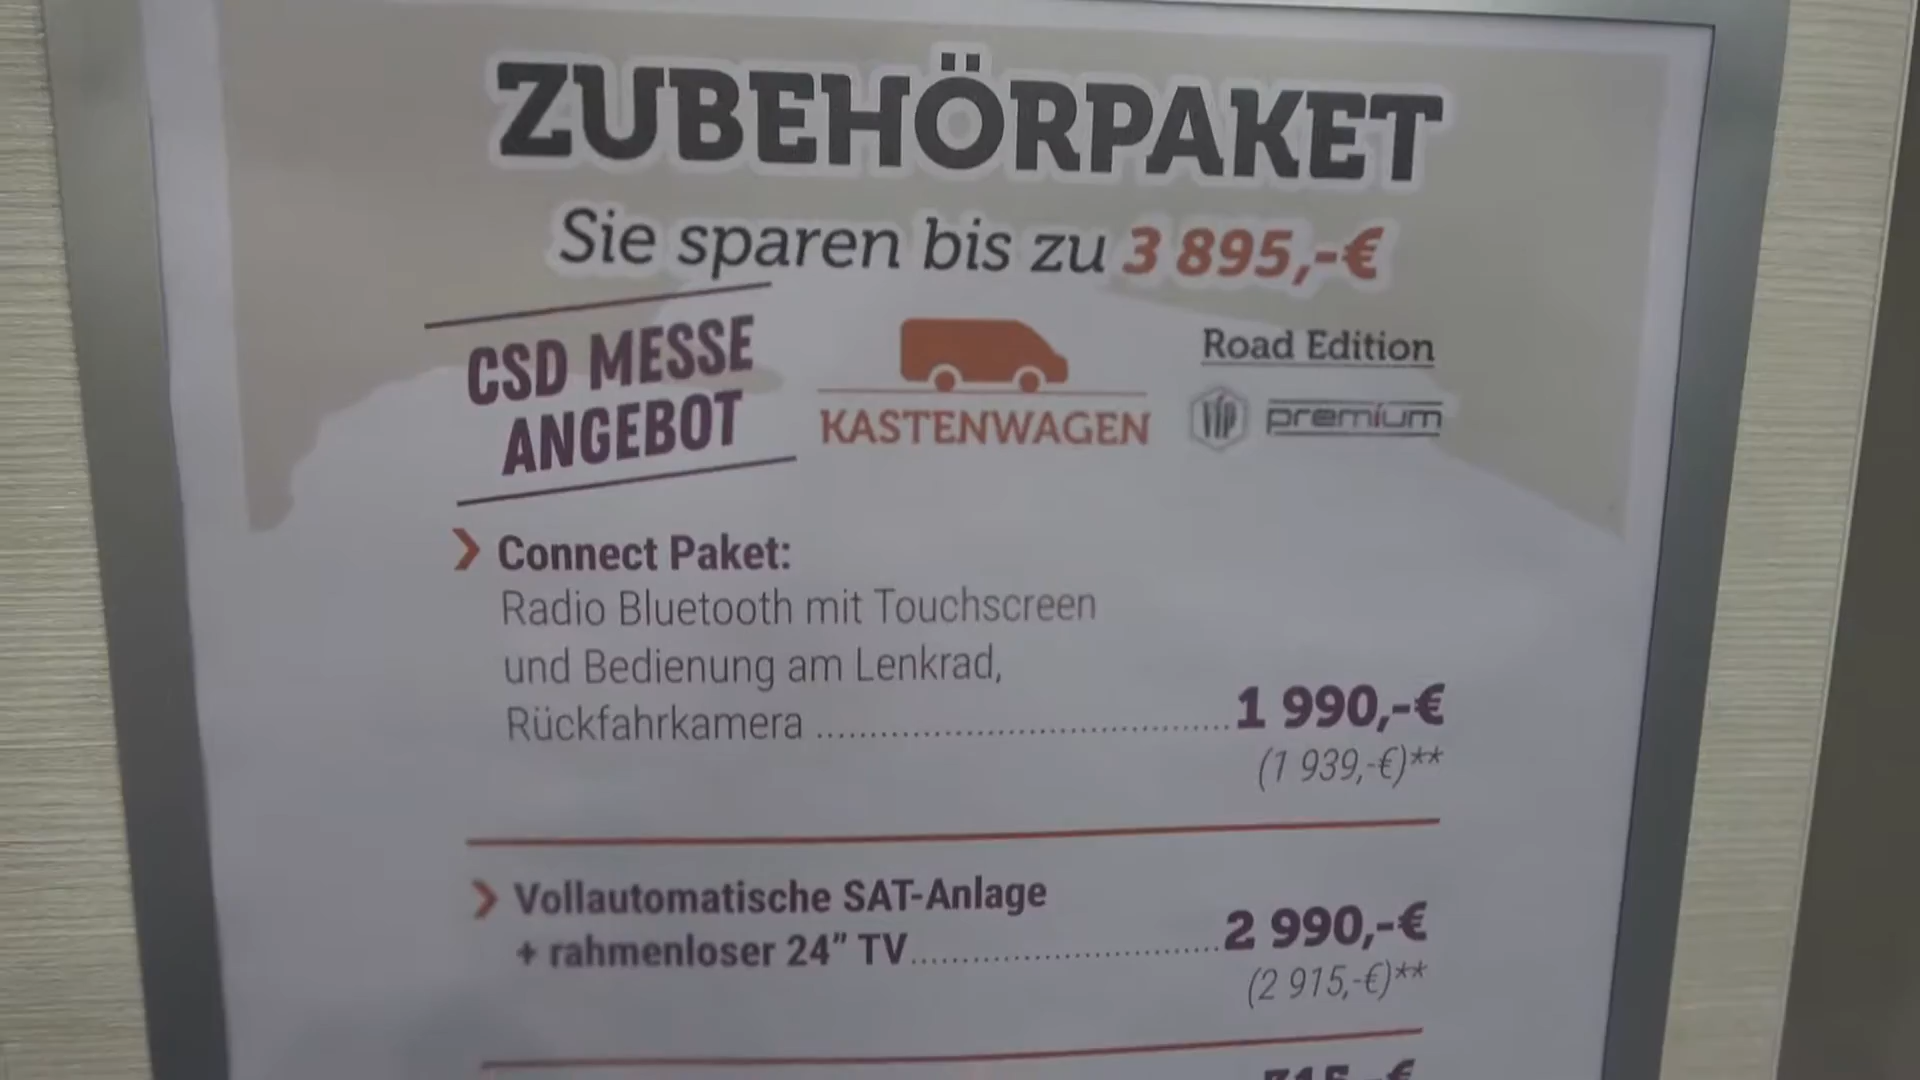 ZUBEHÖRPAKET
Sie sparen bis zu 3 895,-€
CSD MESSE
ANGEBOT
KASTENWAGEN
Road Edition
VIP premium
Connect Paket:
Radio Bluetooth mit Touchscreen
und Bedienung am Lenkrad,
Rückfahrkamera 1 990,-€
(1 939,-€)**
Vollautomatische SAT-Anlage
+ rahmenloser 24” TV 2 990,-€
(2 915,-€)**